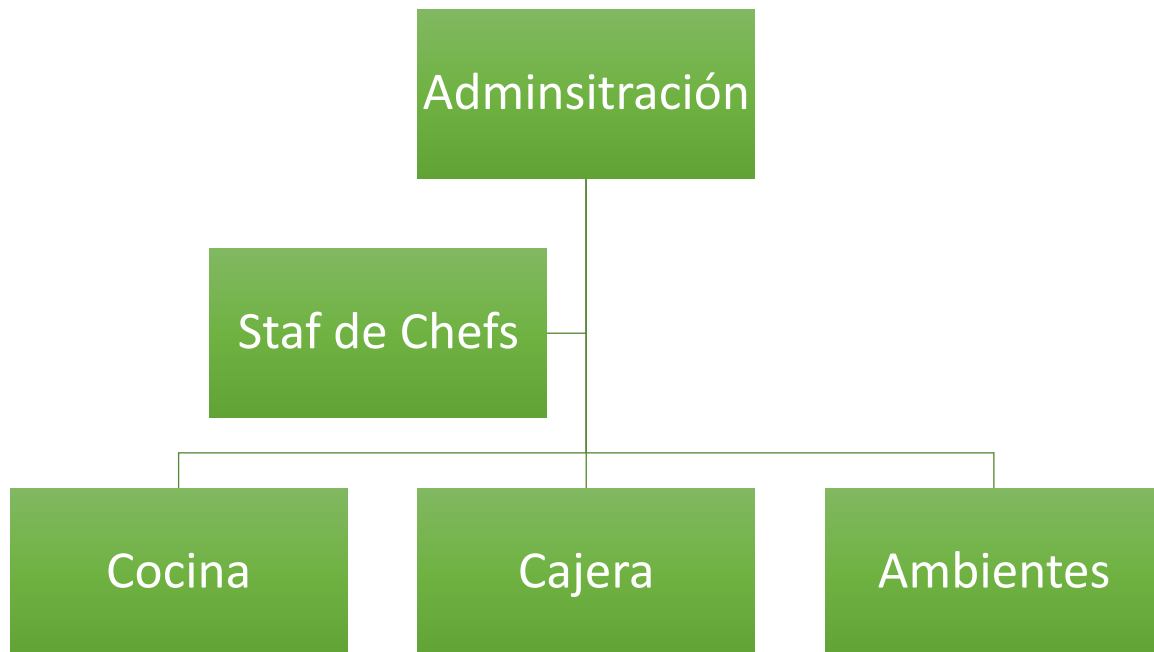 Adminsitración
Staf de Chefs
Cocina
Cajera
Ambientes